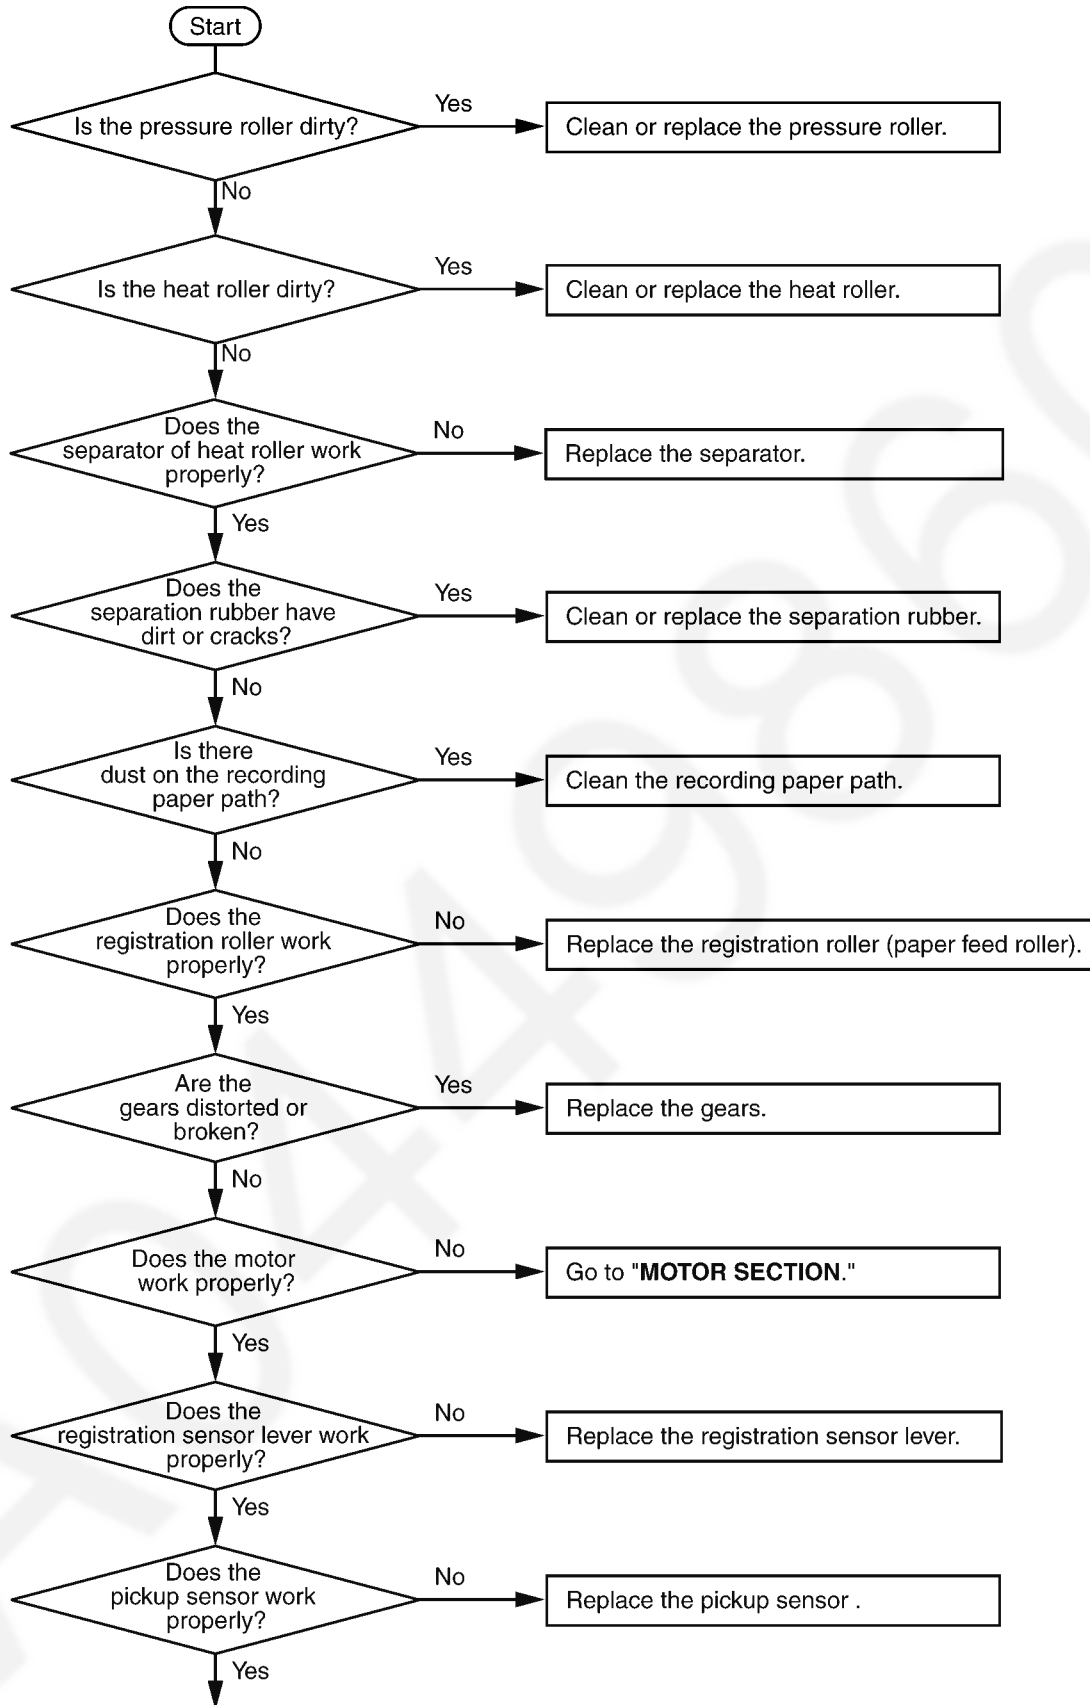 Start
Is the pressure roller dirty?
Yes
Clean or replace the pressure roller.
No
Is the heat roller dirty?
Yes
Clean or replace the heat roller.
No
Does the
separator of heat roller work
properly?
No
Replace the separator.
Yes
Does the
separation rubber have
dirt or cracks?
Yes
Clean or replace the separation rubber.
No
Is there
dust on the recording
paper path?
Yes
Clean the recording paper path.
No
Does the
registration roller work
properly?
No
Replace the registration roller (paper feed roller).
Yes
Are the
gears distorted or
broken?
Yes
Replace the gears.
No
Does the motor
work properly?
No
Go to "MOTOR SECTION."
Yes
Does the
registration sensor lever work
properly?
No
Replace the registration sensor lever.
Yes
Does the
pickup sensor work
properly?
No
Replace the pickup sensor .
Yes